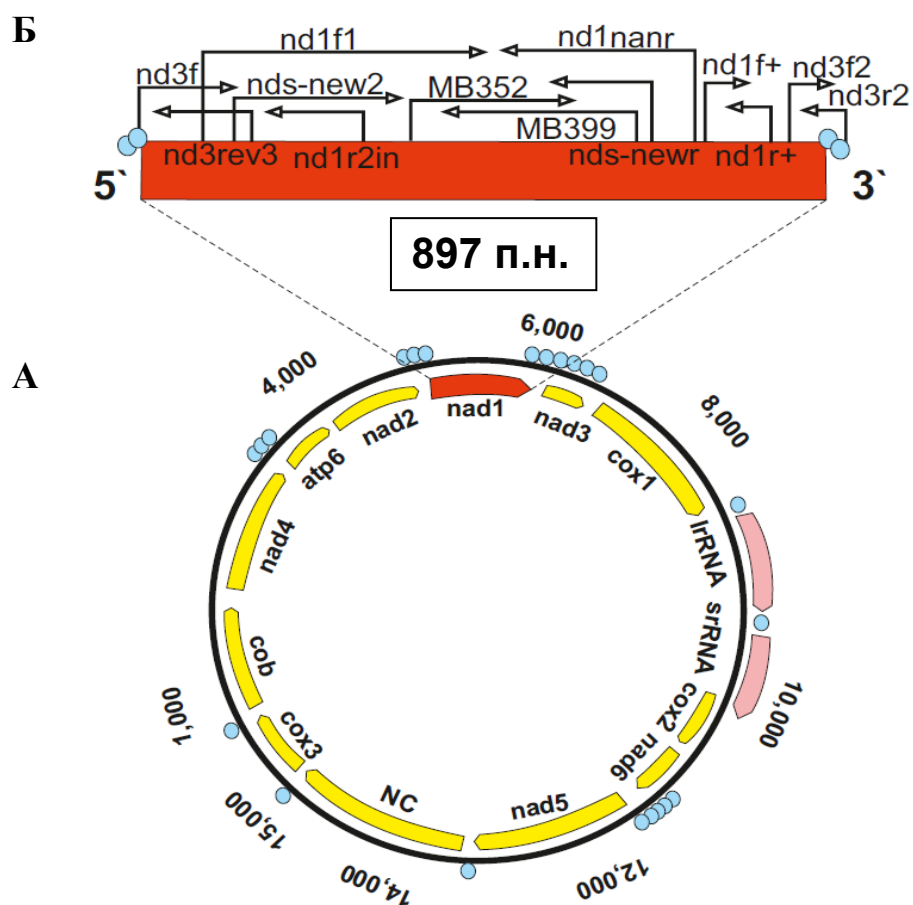 Б
nd1f1
nd1nanr
nd3f
nds-new2
MB352
nd1f+
nd3f2
nd3r2
MB399
nd3rev3
nd1r2in
nds-newr
nd1r+
5`
3`
897 п.н.
А
6,000
4,000
8,000
nad1
nad2
nad3
atp6
cox1
nad4
lrRNA
srRNA
cob
cox2
10,000
1,000
cox3
nad6
NC
nad5
15,000
12,000
14,000